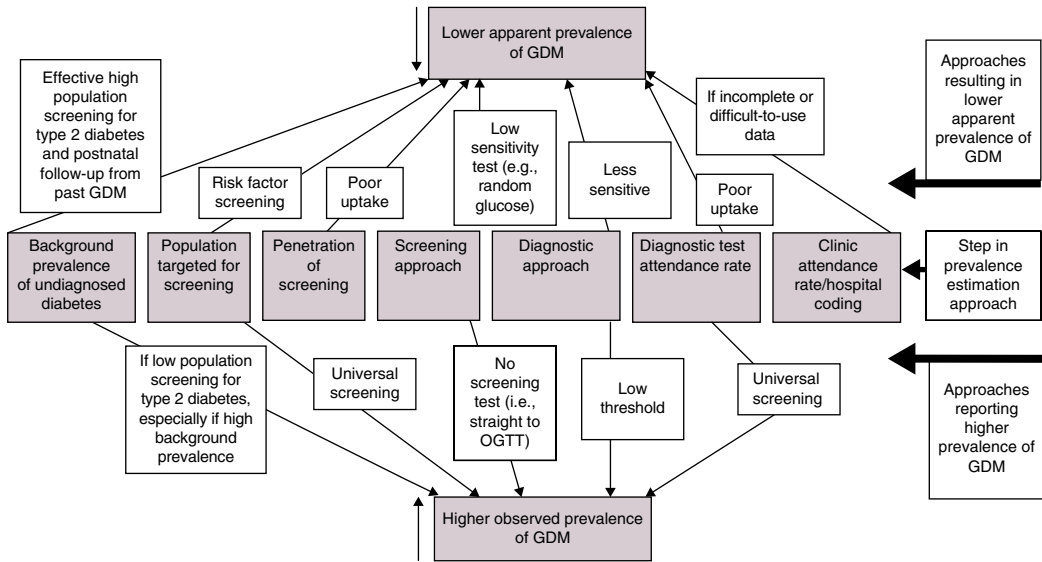 Lower apparent prevalence
of GDM
Effective high
population
screening for
type 2 diabetes
and postnatal
follow-up from
past GDM
Risk factor
screening
Poor
uptake
Low
sensitivity
test (e.g.,
random
glucose)
Less
sensitive
Poor
uptake
If incomplete or
difficult-to-use
data
Approaches
resulting in
lower
apparent
prevalence of
GDM
Background
prevalence
of undiagnosed
diabetes
Population
targeted for
screening
Penetration
of
screening
Screening
approach
Diagnostic
approach
Diagnostic test
attendance rate
Clinic
attendance
rate/hospital
coding
Step in
prevalence
estimation
approach
If low population
screening for
type 2 diabetes,
especially if high
background
prevalence
Universal
screening
No
screening
test (i.e.,
straight to
OGTT)
Low
threshold
Universal
screening
Approaches
reporting
higher
prevalence of
GDM
Higher observed prevalence
of GDM